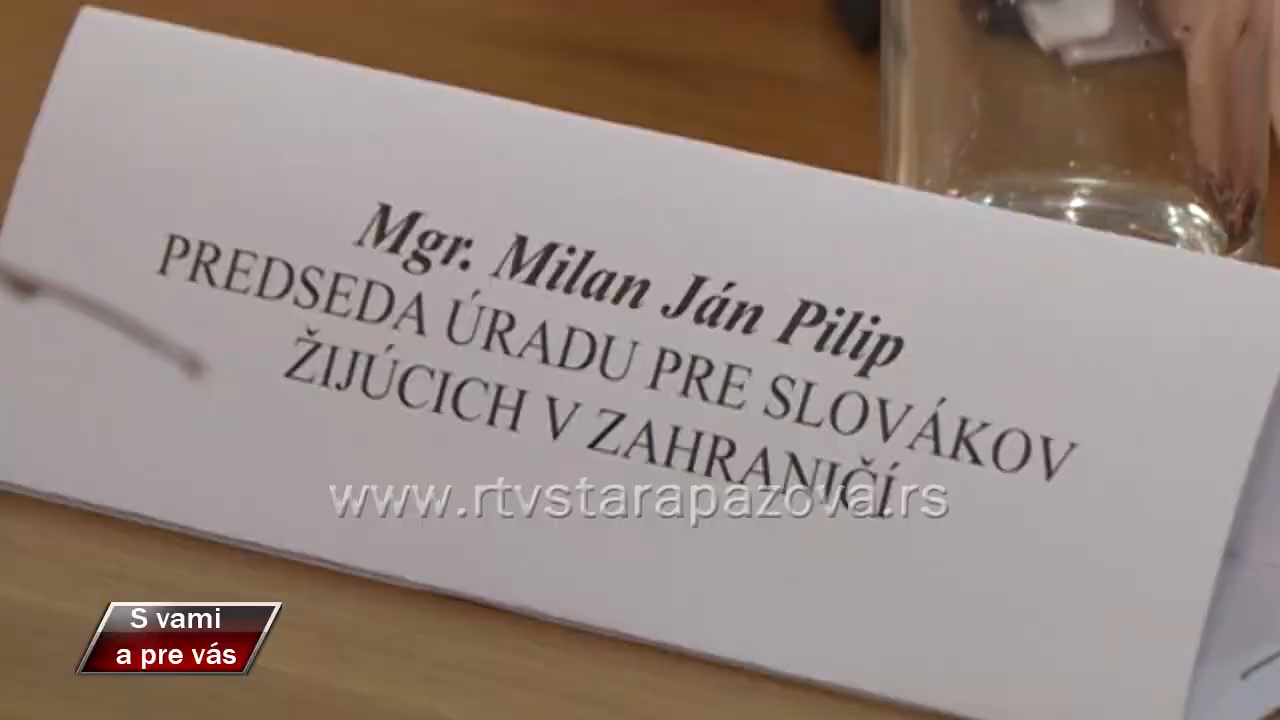 Mgr. Milan Ján Pilip
PREDSEDA ÚRADU PRE SLOVÁKOV
ŽIJÚCICH V ZAHRANIČÍ
www.rtvstarapazova.rs
S vami
a pre vás